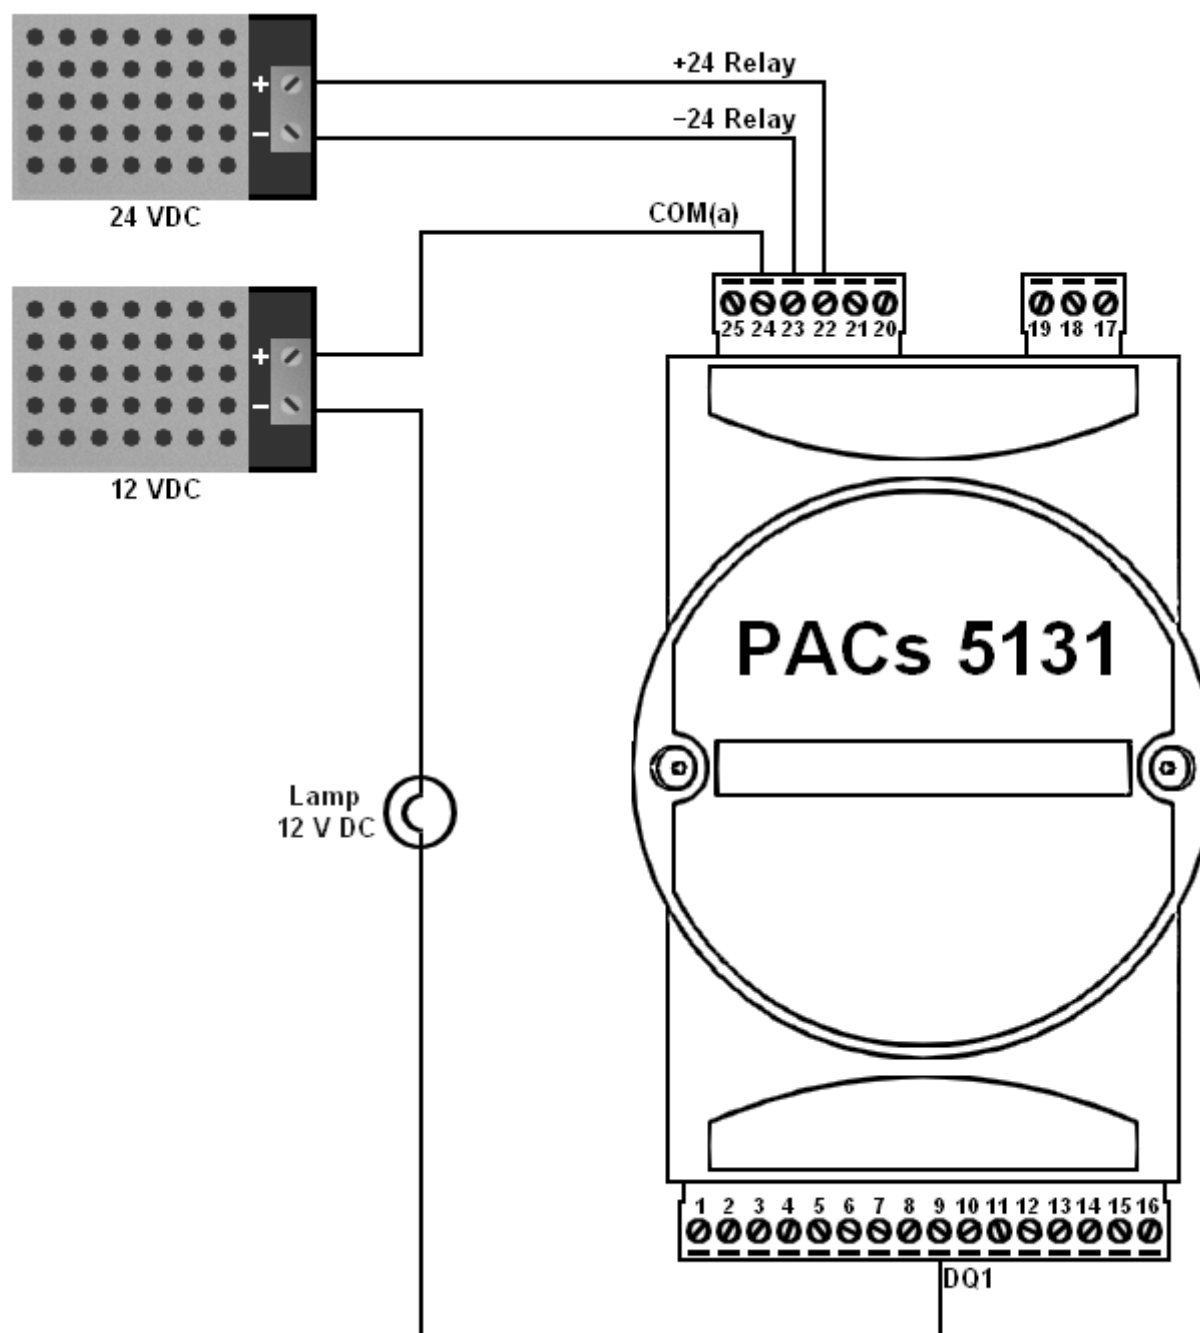 +24 Relay
+
−24 Relay
−
24 VDC
COM(a)
25 24 23 22 21 20
19 18 17
+
−
12 VDC
PACs 5131
Lamp
12 V DC
1 2 3 4 5 6 7 8 9 10 11 12 13 14 15 16
DQ1